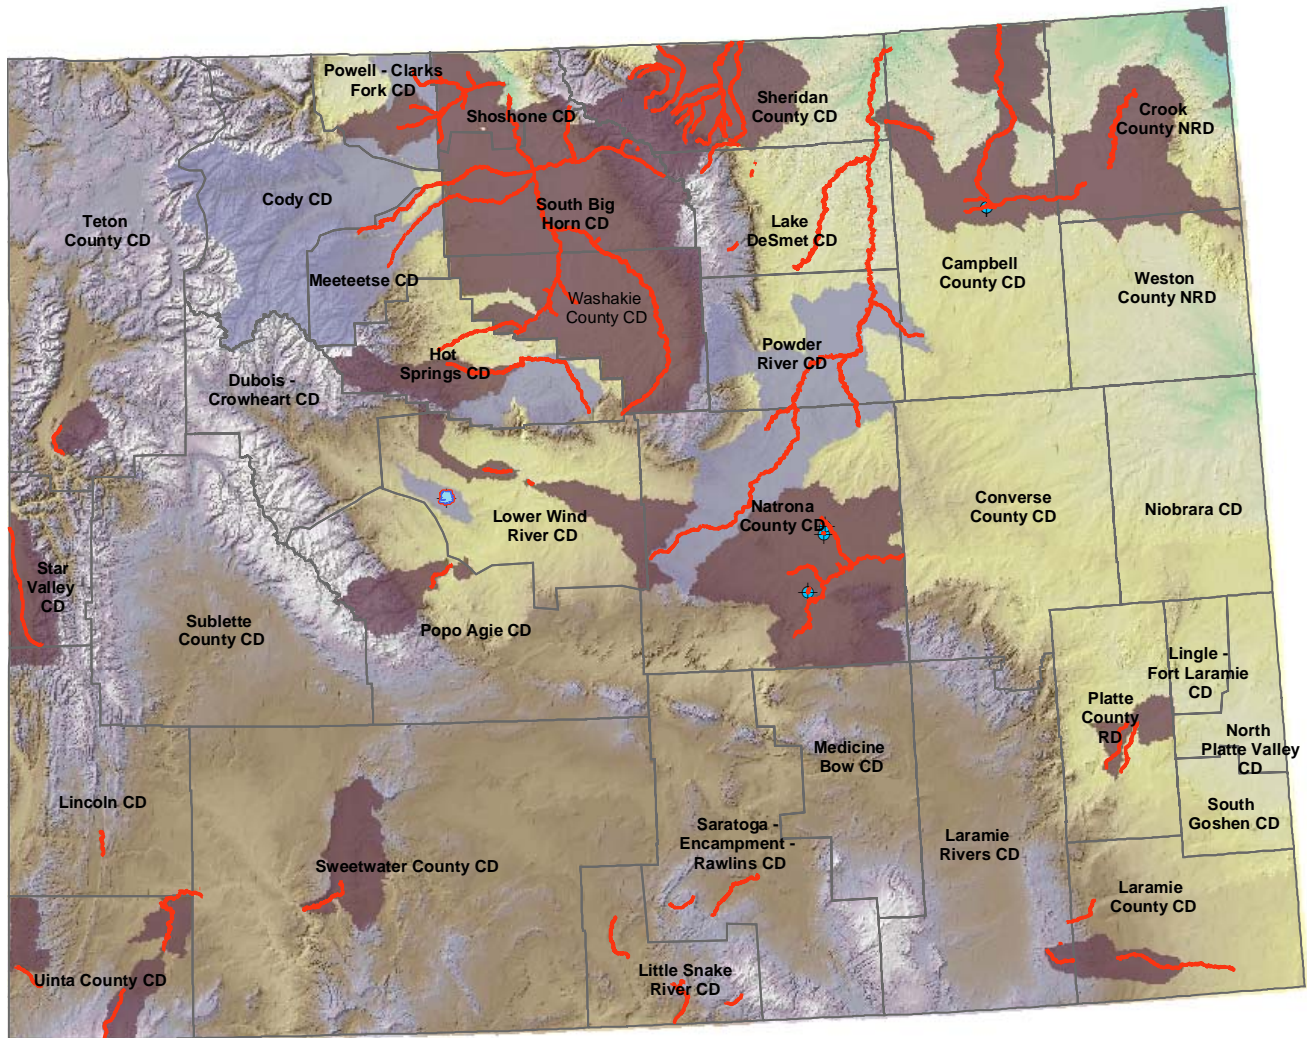 Powell - Clarks
Fork CD
Shoshone CD
Sheridan
County CD
Crook
County NRD
Cody CD
Teton
County CD
South Big
Horn CD
Lake
DeSmet CD
Meeteetse CD
Campbell
County CD
Weston
County NRD
Washakie
County CD
Hot
Springs CD
Powder
River CD
Dubois -
Crowheart CD
Lower Wind
River CD
Natrona
County CD
Converse
County CD
Niobrara CD
Star
Valley
CD
Sublette
County CD
Popo Agie CD
Lingle -
Fort Laramie
CD
Platte
County
RD
North
Platte Valley
CD
Medicine
Bow CD
Lincoln CD
South
Goshen CD
Saratoga -
Encampment -
Rawlins CD
Laramie
Rivers CD
Sweetwater County CD
Laramie
County CD
Uinta County CD
Little Snake
River CD